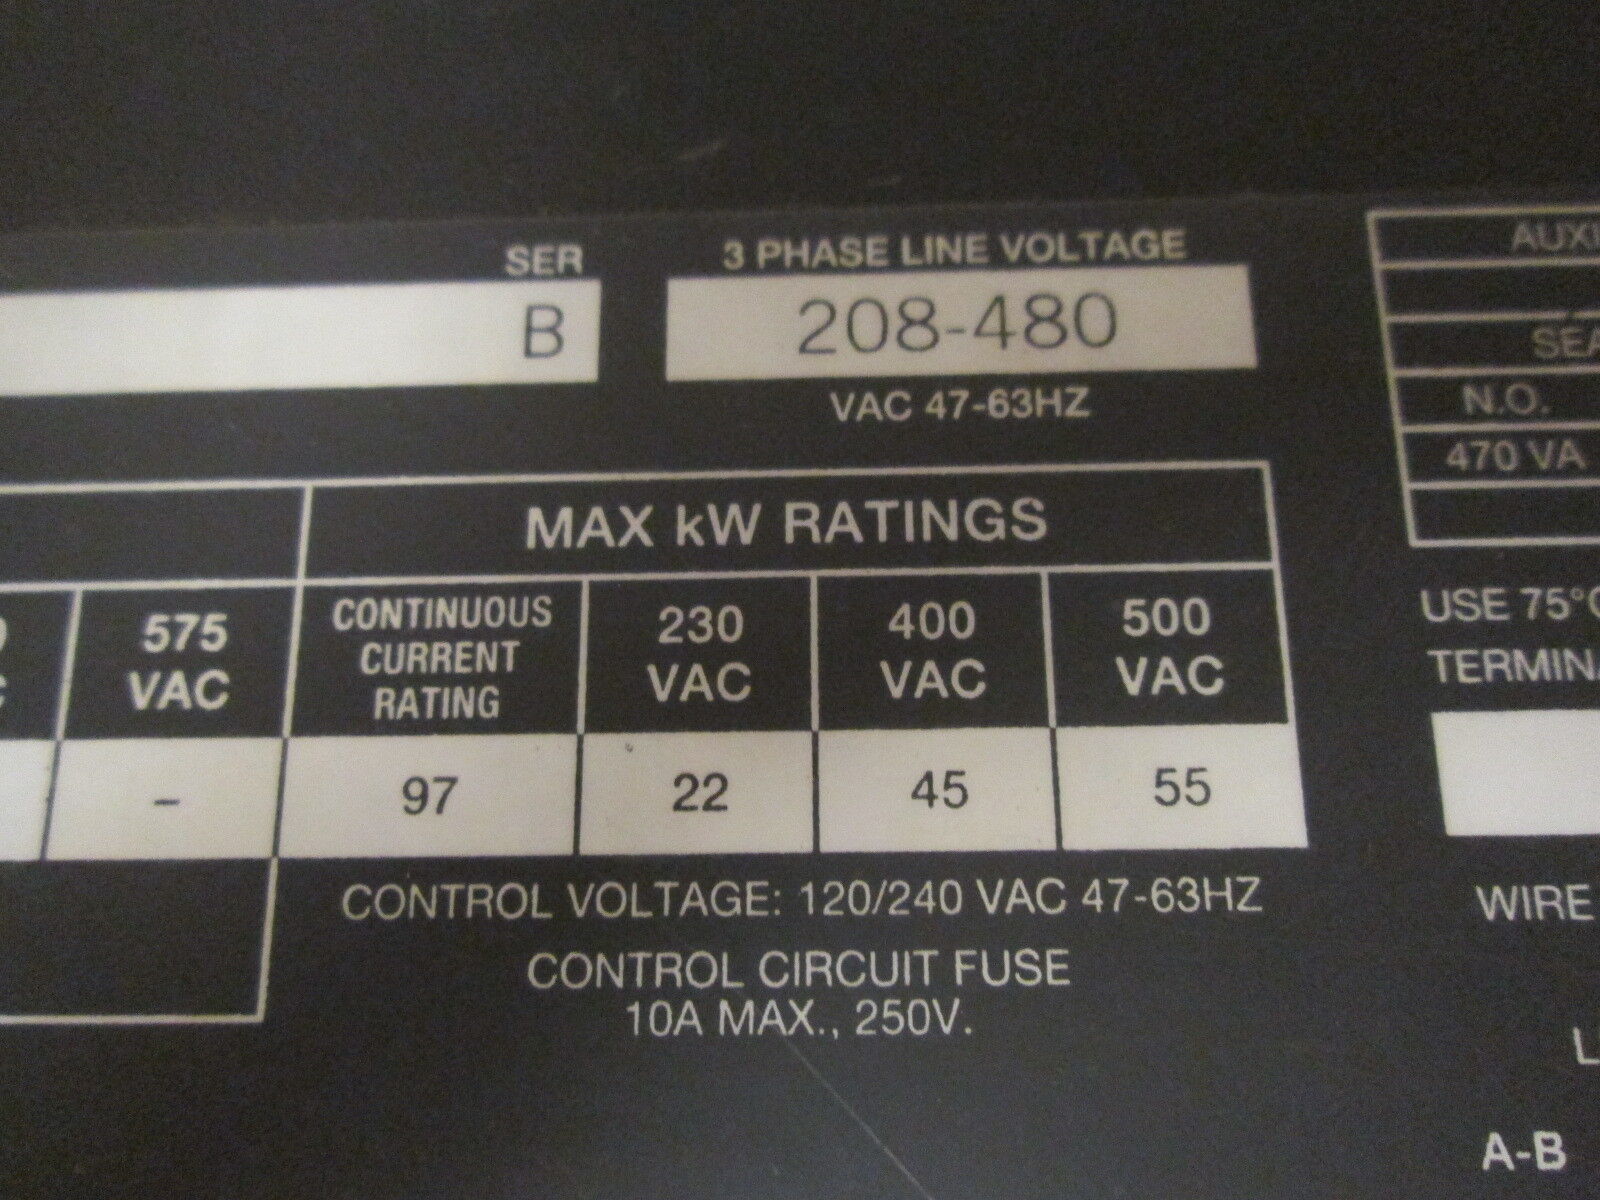 SER
B
3 PHASE LINE VOLTAGE
208-480
VAC 47-63HZ
N.O.
470 VA
MAX kW RATINGS
575
VAC
CONTINUOUS
CURRENT
RATING
230
VAC
400
VAC
500
VAC
–
97
22
45
55
CONTROL VOLTAGE: 120/240 VAC 47-63HZ
CONTROL CIRCUIT FUSE
10A MAX., 250V.
USE 75°C
WIRE
A-B